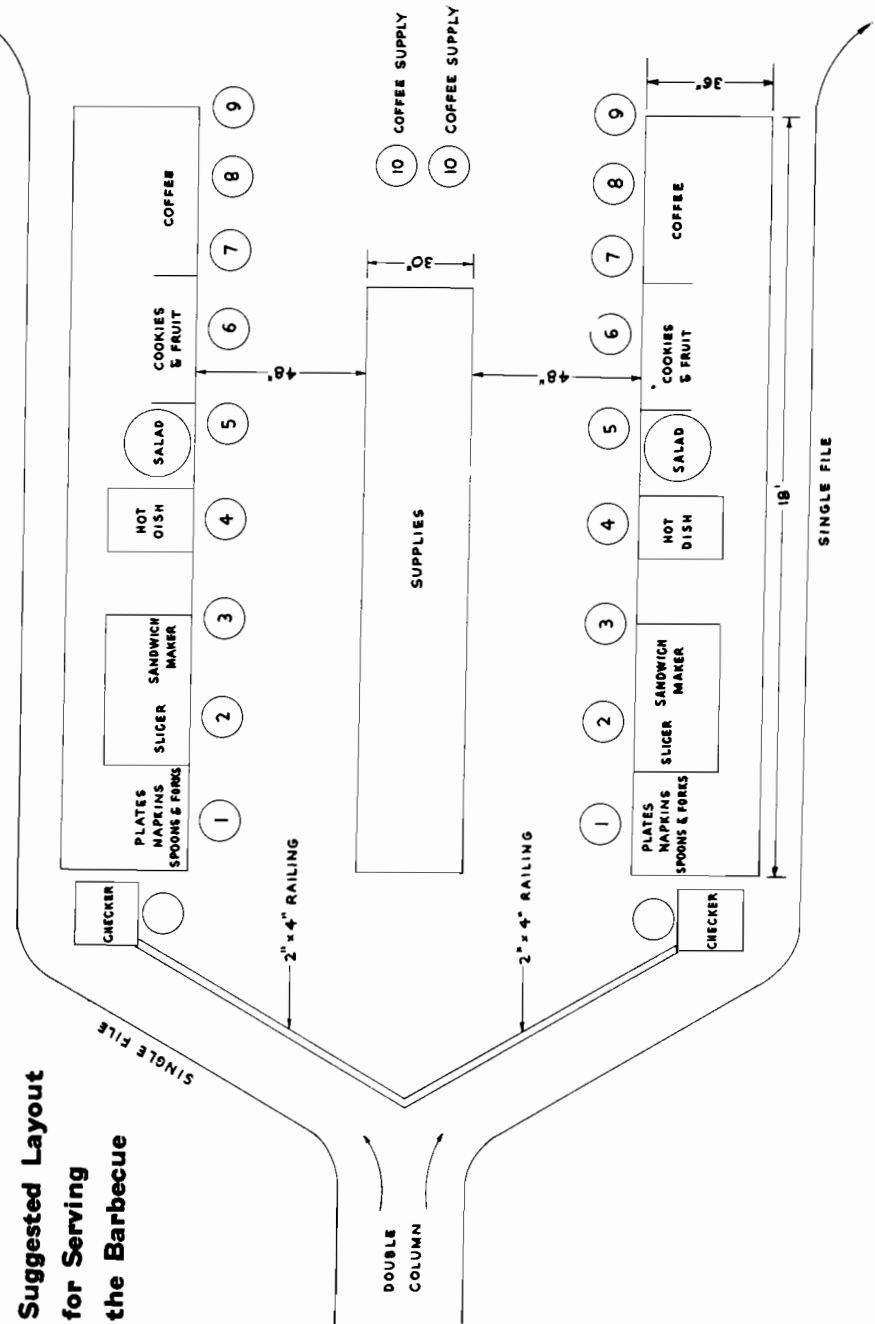 Suggested Layout
for Serving
the Barbecue
DOUBLE
COLUMN
SINGLE FILE
2" x 4" RAILING
2" x 4" RAILING
CHECKER
PLATES
NAPKINS
SPOONS & FORKS
SLICER
SANDWICH
MAKER
HOT
DISH
SALAD
COOKIES
& FRUIT
COFFEE
1
2
3
4
5
6
7
8
9
48"
SUPPLIES
30"
10 COFFEE SUPPLY
10 COFFEE SUPPLY
48"
1
2
3
4
5
6
7
8
9
CHECKER
PLATES
NAPKINS
SPOONS & FORKS
SLICER
SANDWICH
MAKER
HOT
DISH
SALAD
COOKIES
& FRUIT
COFFEE
36"
18'
SINGLE FILE